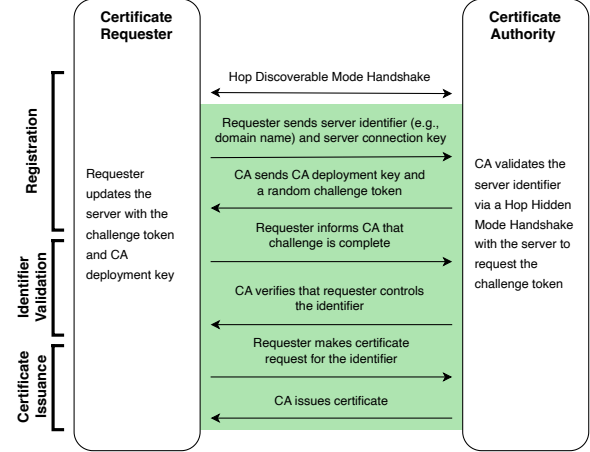 Certificate
Requester
Certificate
Authority
Registration
Hop Discoverable Mode Handshake
Requester sends server identifier (e.g.,
domain name) and server connection key
CA sends CA deployment key and
a random challenge token
Requester informs CA that
challenge is complete
Requester
updates the
server with the
challenge token
and CA
deployment key
CA validates the
server identifier
via a Hop Hidden
Mode Handshake
with the server to
request the
challenge token
Identifier
Validation
CA verifies that requester controls
the identifier
Certificate
Issuance
Requester makes certificate
request for the identifier
CA issues certificate